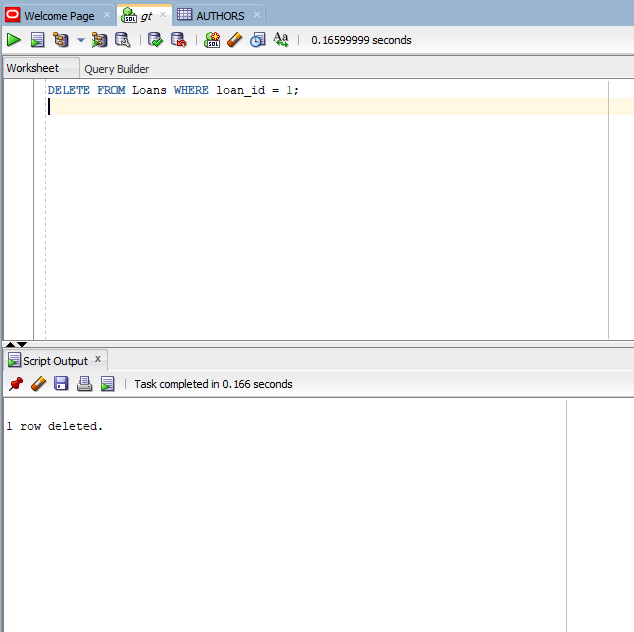 Welcome Page gt AUTHORS
0.16599999 seconds
Worksheet Query Builder
DELETE FROM Loans WHERE loan_id = 1;
Script Output
Task completed in 0.166 seconds
1 row deleted.